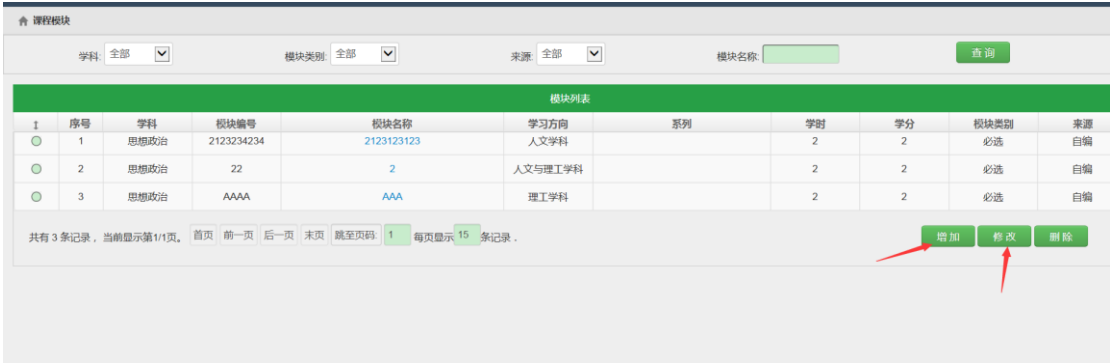 课程模块
学科: 全部 模块类别: 全部 来源: 全部 模块名称: 查询
模块列表
序号 学科 模块编号 模块名称 学习方向 系列 学时 学分 模块类别 来源
1 思想政治 2123234234 2123123123 人文学科 2 2 必选 自编
2 思想政治 22 2 人文与理工学科 2 2 必选 自编
3 思想政治 AAAA AAA 理工学科 2 2 必选 自编
共有 3 条记录，当前显示第1/1页。 首页 前一页 后一页 末页 跳至页码: 1 每页显示 15 条记录. 增加 修改 删除